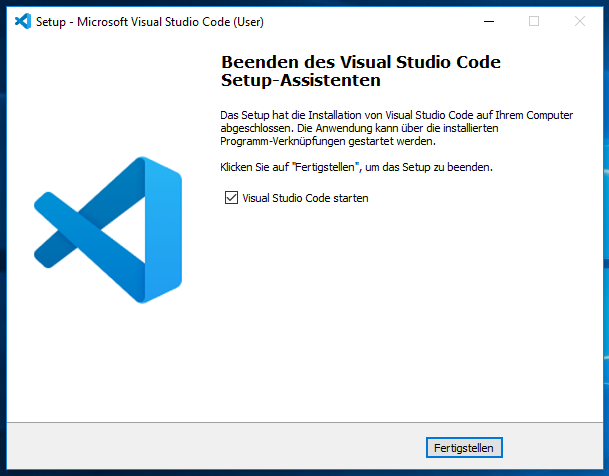 Setup - Microsoft Visual Studio Code (User)
Beenden des Visual Studio Code
Setup-Assistenten
Das Setup hat die Installation von Visual Studio Code auf Ihrem Computer
abgeschlossen. Die Anwendung kann über die installierten
Programm-Verknüpfungen gestartet werden.
Klicken Sie auf "Fertigstellen", um das Setup zu beenden.
Visual Studio Code starten
Fertigstellen